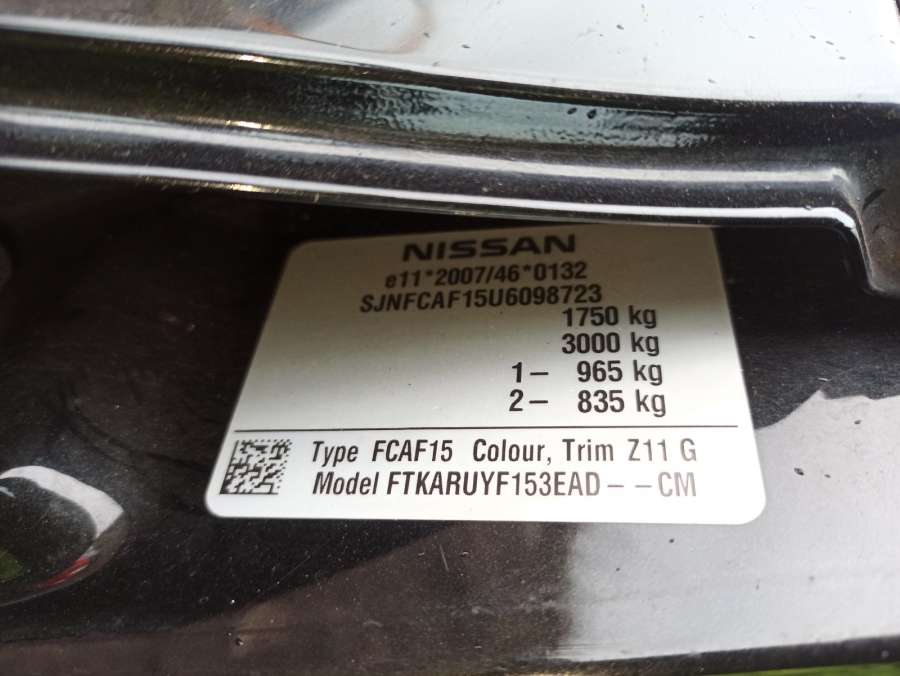 NISSAN
e11*2007/46*0132
SJNFCAF15U6098723
1750 kg
3000 kg
1– 965 kg
2– 835 kg
Type FCAF15 Colour, Trim Z11 G
Model FTKARUYF153EAD – – CM